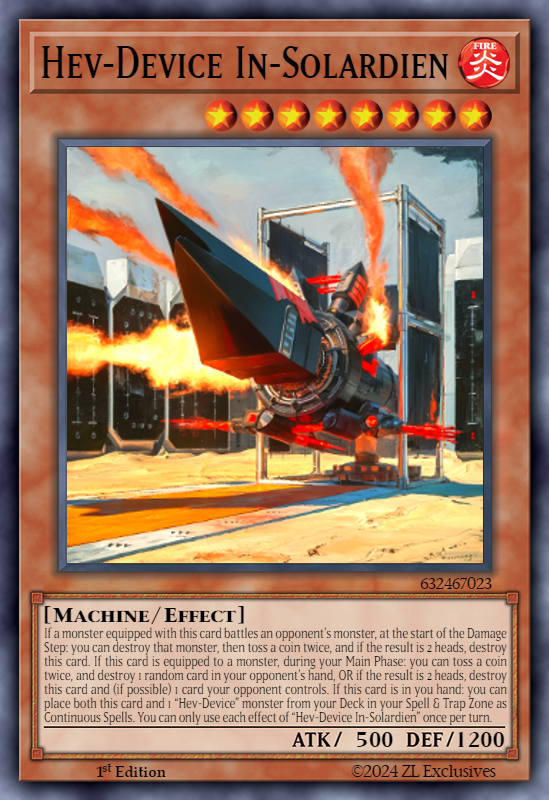 Hev-Device In-Solardien
FIRE
炎
632467023
[Machine/Effect]
If a monster equipped with this card battles an opponent's monster, at the start of the Damage
Step: you can destroy that monster, then toss a coin twice, and if the result is 2 heads, destroy
this card. If this card is equipped to a monster, during your Main Phase: you can toss a coin
twice, and destroy 1 random card in your opponent's hand, OR if the result is 2 heads, destroy
this card and (if possible) 1 card your opponent controls. If this card is in you hand: you can
place both this card and 1 “Hev-Device” monster from your Deck in your Spell & Trap Zone as
Continuous Spells. You can only use each effect of “Hev-Device In-Solardien” once per turn.
ATK/ 500 DEF/1200
1st Edition
©2024 ZL Exclusives